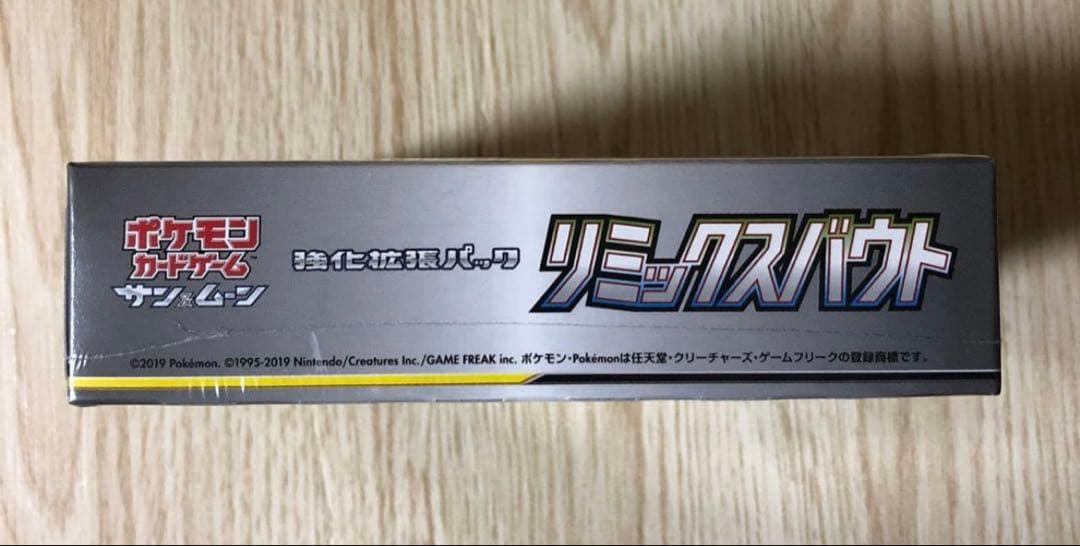 ポケモン
カードゲーム™
サン&ムーン
強化拡張パック
リミックスバウト
©2019 Pokémon. ©1995-2019 Nintendo/Creatures Inc./GAME FREAK inc. ポケモン・Pokémonは任天堂・クリーチャーズ・ゲームフリークの登録商標です。